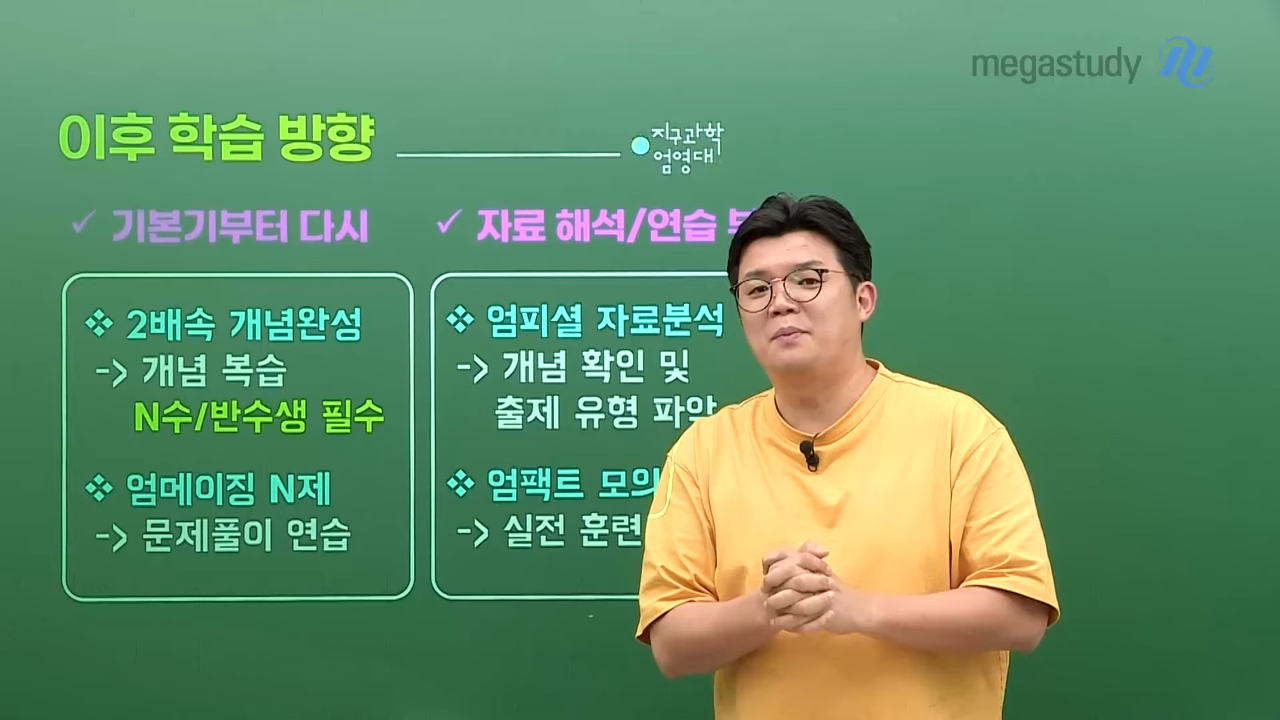 megastudy
이후 학습 방향
지구과학
엄영대
✓ 기본기부터 다시
✓ 자료 해석/연습
❖ 2배속 개념완성
-> 개념 복습
N수/반수생 필수
❖ 엄메이징 N제
-> 문제풀이 연습
❖ 엄피셜 자료분석
-> 개념 확인 및
출제 유형 파악
❖ 엄팩트 모의
-> 실전 훈련